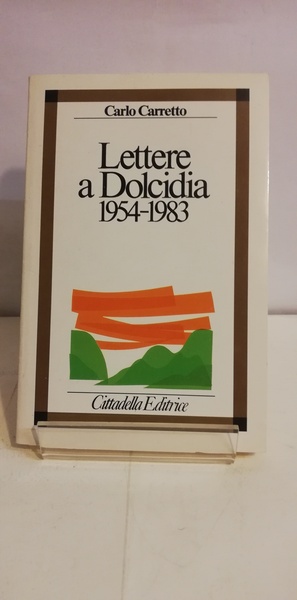 Carlo Carretto
Lettere
a Dolcidia
1954-1983
Cittadella Editrice